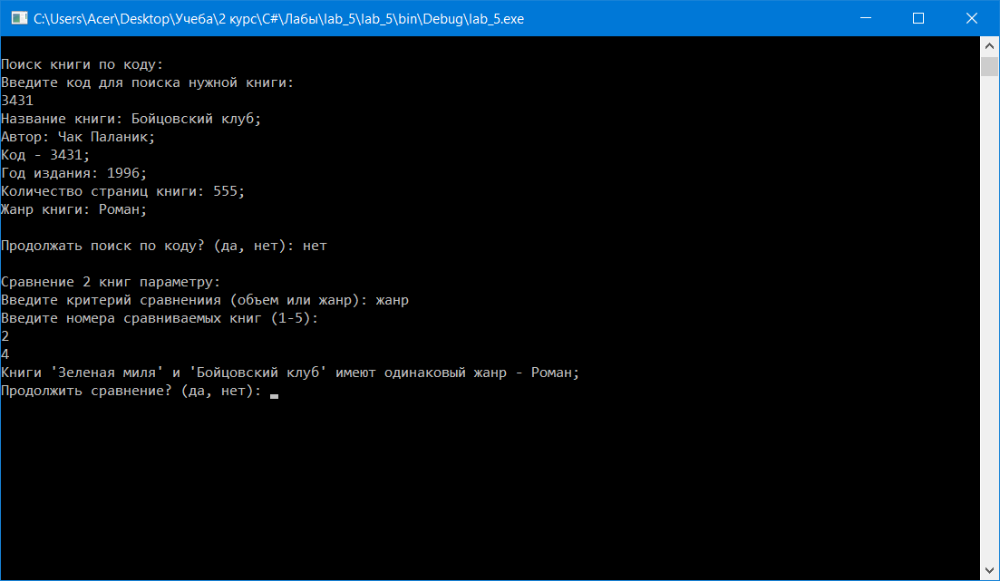 C:\Users\Acer\Desktop\Учеба\2 курс\C#\Лабы\lab_5\lab_5\bin\Debug\lab_5.exe
Поиск книги по коду:
Введите код для поиска нужной книги:
3431
Название книги: Бойцовский клуб;
Автор: Чак Паланик;
Код - 3431;
Год издания: 1996;
Количество страниц книги: 555;
Жанр книги: Роман;
Продолжать поиск по коду? (да, нет): нет
Сравнение 2 книг параметру:
Введите критерий сравнениия (объем или жанр): жанр
Введите номера сравниваемых книг (1-5):
2
4
Книги 'Зеленая миля' и 'Бойцовский клуб' имеют одинаковый жанр - Роман;
Продолжить сравнение? (да, нет):